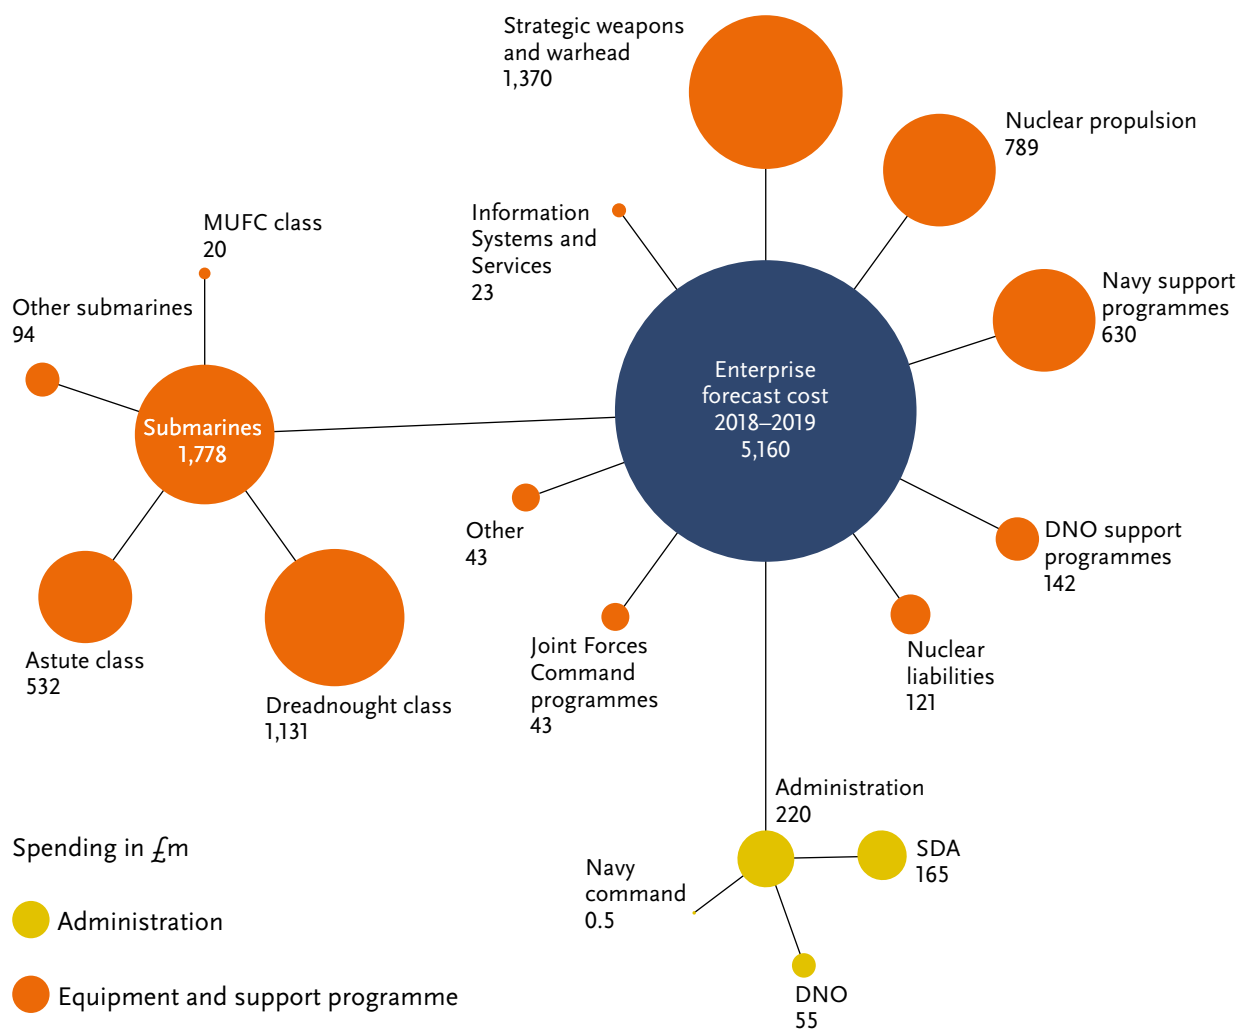 Strategic weapons
and warhead
1,370
Nuclear propulsion
789
Information
Systems and
Services
23
MUFC class
20
Navy support
programmes
630
Other submarines
94
Enterprise
forecast cost
2018–2019
5,160
Submarines
1,778
Other
43
DNO support
programmes
142
Joint Forces
Command
programmes
43
Nuclear
liabilities
121
Astute class
532
Dreadnought class
1,131
Administration
220
SDA
165
Navy
command
0.5
DNO
55
Spending in £m
Administration
Equipment and support programme